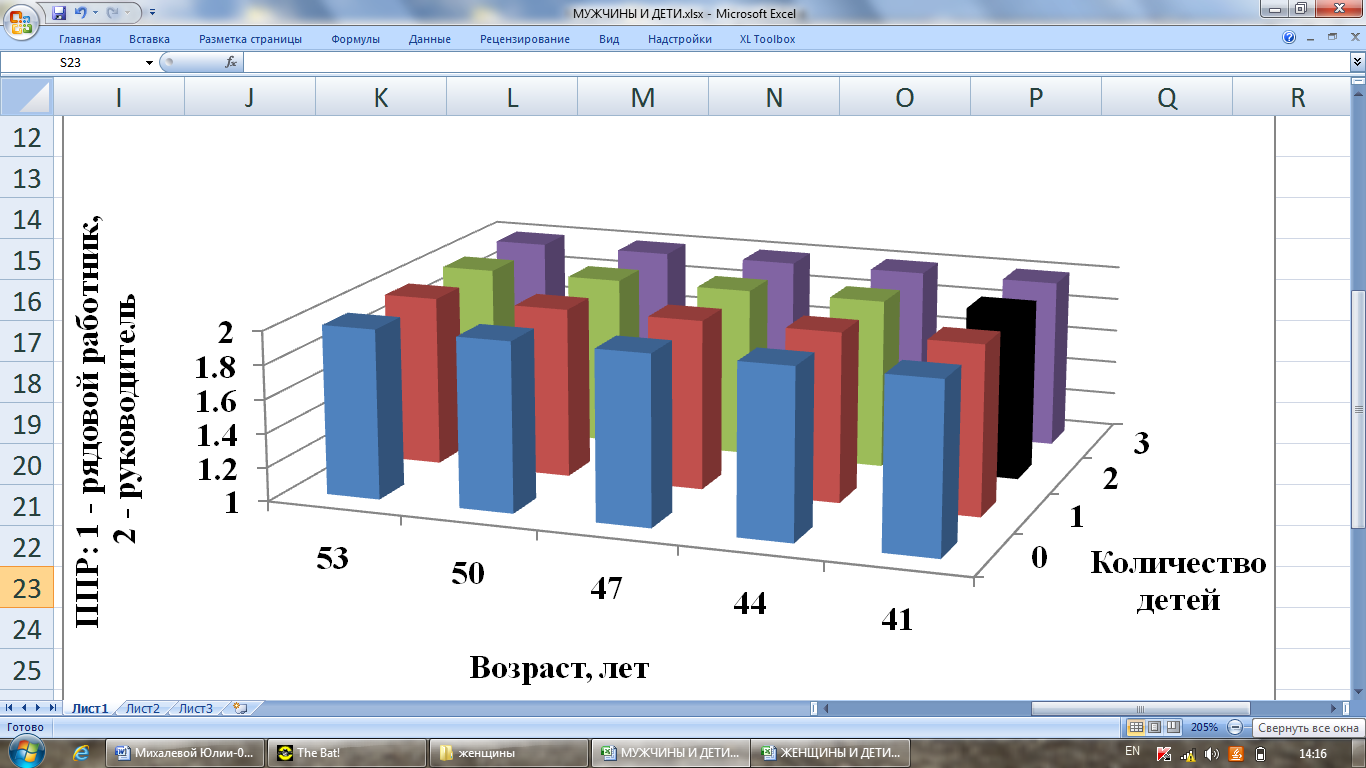 МУЖЧИНЫ И ДЕТИ.xlsx - Microsoft Excel
Главная Вставка Разметка страницы Формулы Данные Рецензирование Вид Надстройки XL Toolbox
S23 fx
I J K L M N O P Q R
12
13
14
15
16
17
18
19
20
21
22
23
24
25
ППР: 1 - рядовой работник,
2 - руководитель
2
1.8
1.6
1.4
1.2
1
53 50 47 44 41
Возраст, лет
3
2
1
0
Количество
детей
Лист1 Лист2 Лист3
Готово 205% Свернуть все окна
Михалевой Юлии-0... The Bat! женщины МУЖЧИНЫ И ДЕТИ... ЖЕНЩИНЫ И ДЕТИ... EN 14:16